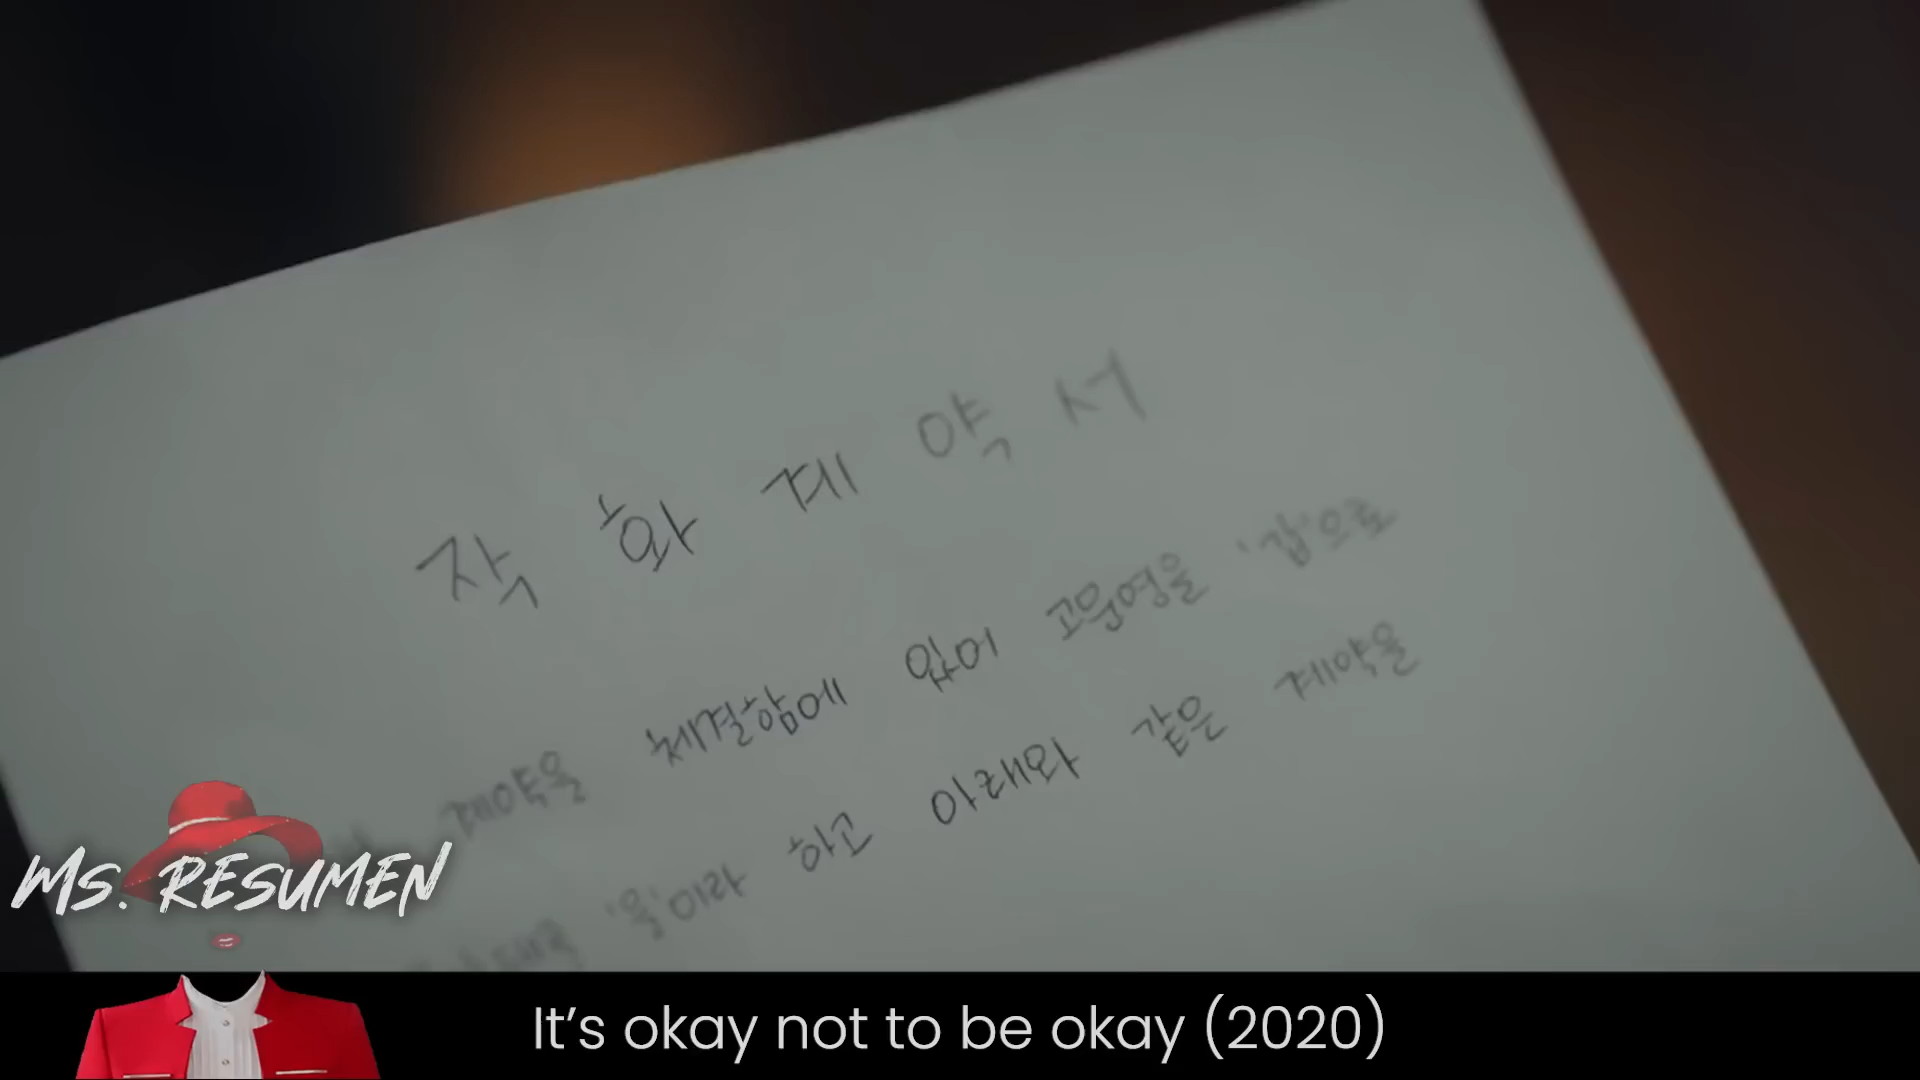 작 화 계 약 서
계약을 체결함에 있어 고문영을 '갑'으로
'을'이라 하고 아래와 같은 계약을
MS. RESUMEN
It's okay not to be okay (2020)